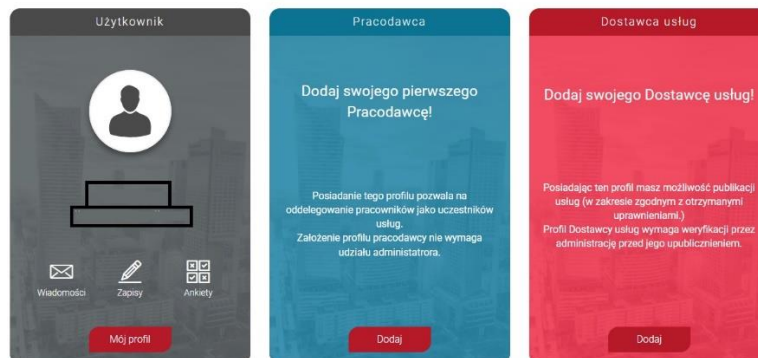 Użytkownik
Wiadomości
Zapisy
Ankiety
Mój profil
Pracodawca
Dodaj swojego pierwszego
Pracodawcę!
Posiadanie tego profilu pozwala na
oddelegowanie pracowników jako uczestników
usług.
Założenie profilu pracodawcy nie wymaga
udziału administratrora.
Dodaj
Dostawca usług
Dodaj swojego Dostawcę usług!
Posiadając ten profil masz możliwość publikacji
usług (w zakresie zgodnym z otrzymanymi
uprawnieniami.)
Profil Dostawcy usług wymaga weryfikacji przez
administrację przed jego upublicznieniem.
Dodaj